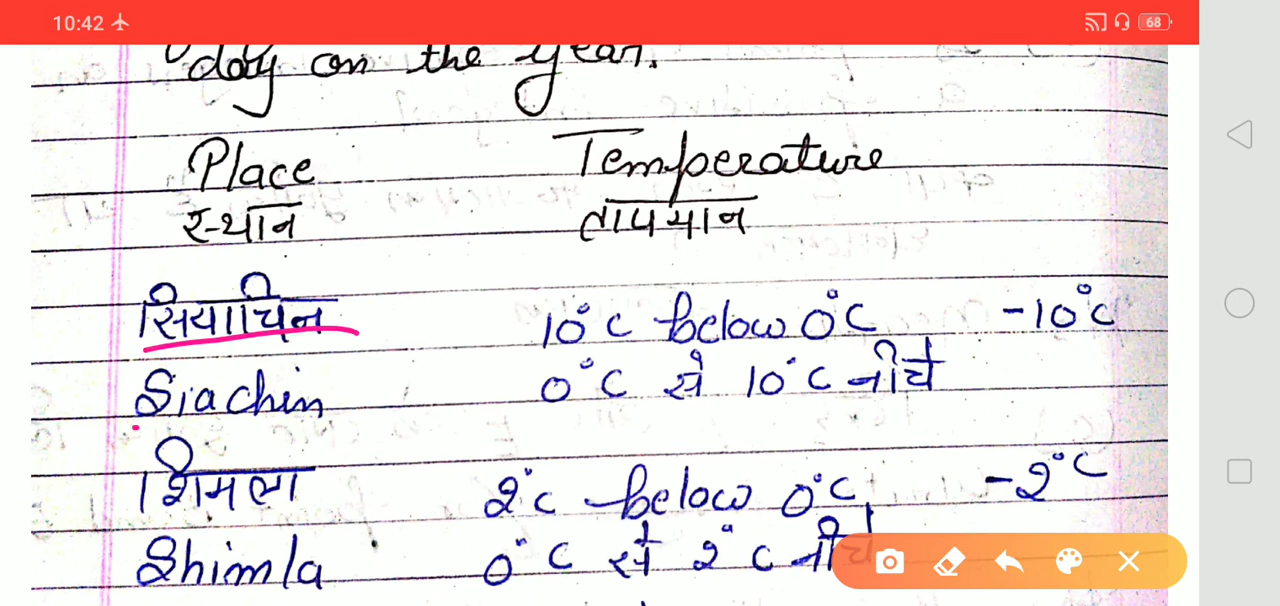 10:42
68
day on the year.
Place Temperature
स्थान तापमान
सियाचिन 10°C below 0°C -10°C
Siachin 0°C से 10°C नीचे
शिमला 2°C below 0°C -2°C
Shimla 0°C से 2°C